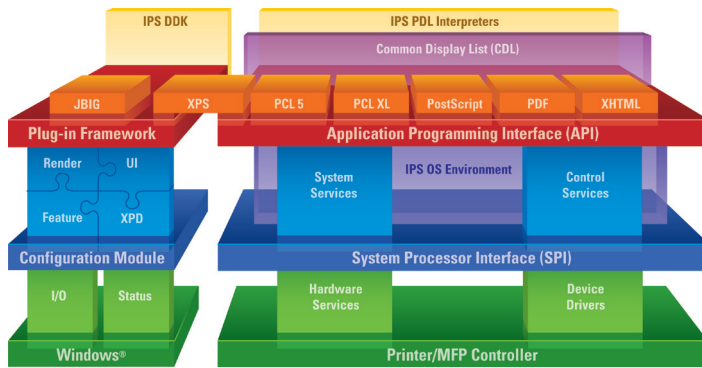 IPS DDK
IPS PDL Interpreters
Common Display List (CDL)
JBIG
XPS
PCL 5
PCL XL
PostScript
PDF
XHTML
Plug-in Framework
Application Programming Interface (API)
Render
UI
Feature
XPD
System
Services
IPS OS Environment
Control
Services
Configuration Module
System Processor Interface (SPI)
I/O
Status
Hardware
Services
Device
Drivers
Windows®
Printer/MFP Controller